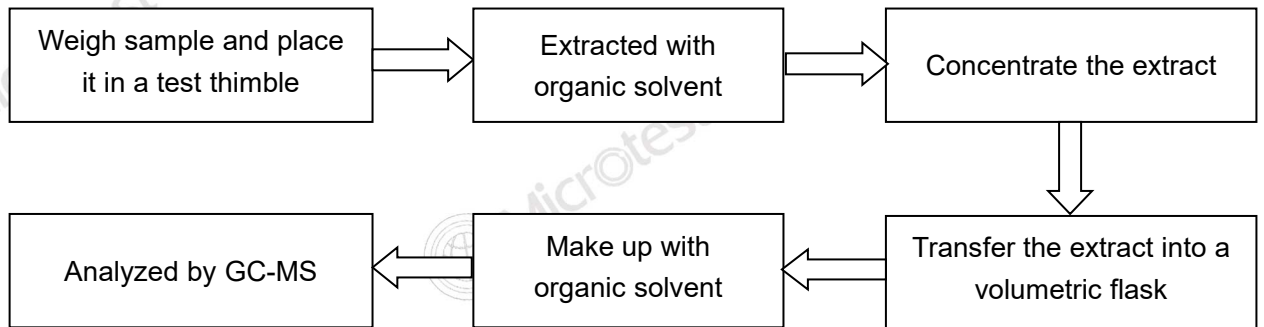 Weigh sample and place
it in a test thimble
Extracted with
organic solvent
Concentrate the extract
Transfer the extract into a
volumetric flask
Make up with
organic solvent
Analyzed by GC-MS
Microtest